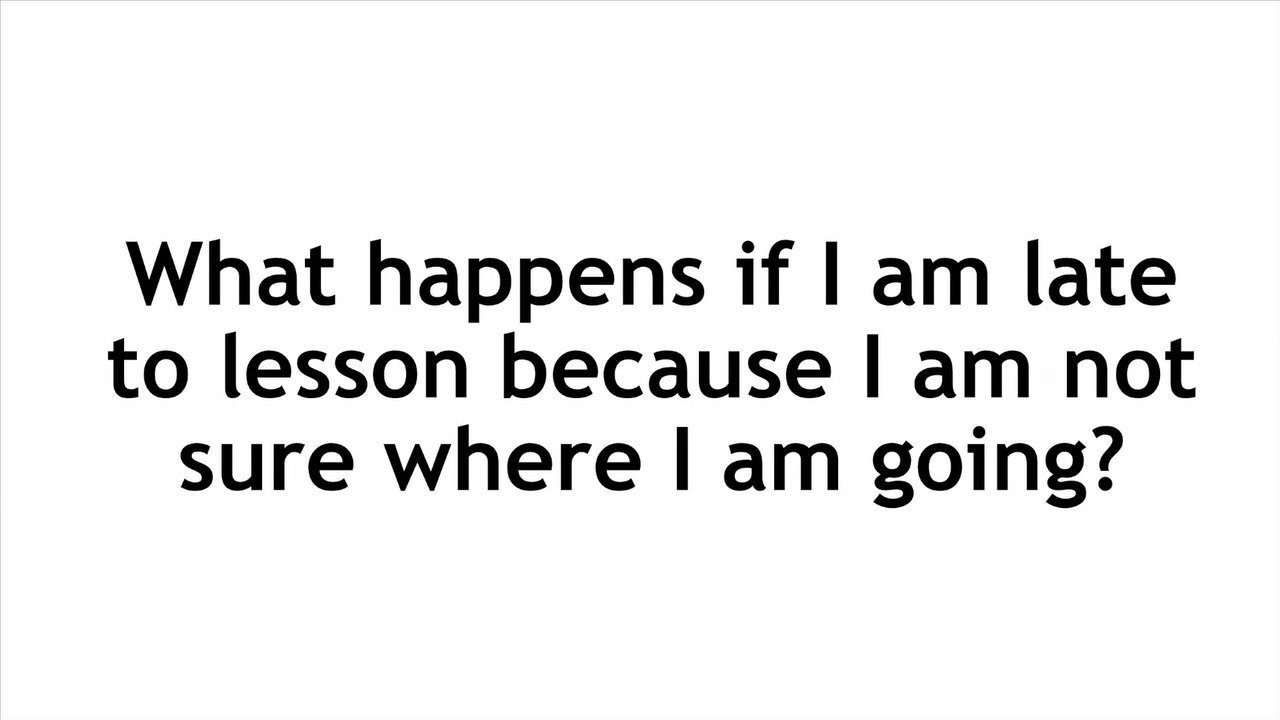 What happens if I am late
to lesson because I am not
sure where I am going?